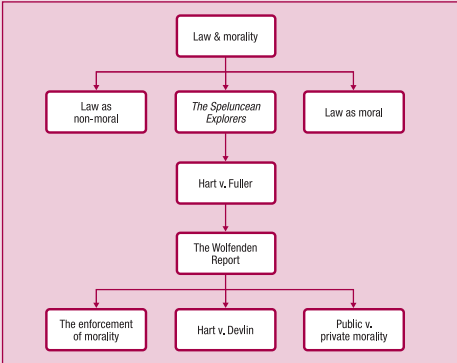 Law & morality
Law as
non-moral
The Speluncean
Explorers
Law as moral
Hart v. Fuller
The Wolfenden
Report
The enforcement
of morality
Hart v. Devlin
Public v.
private morality